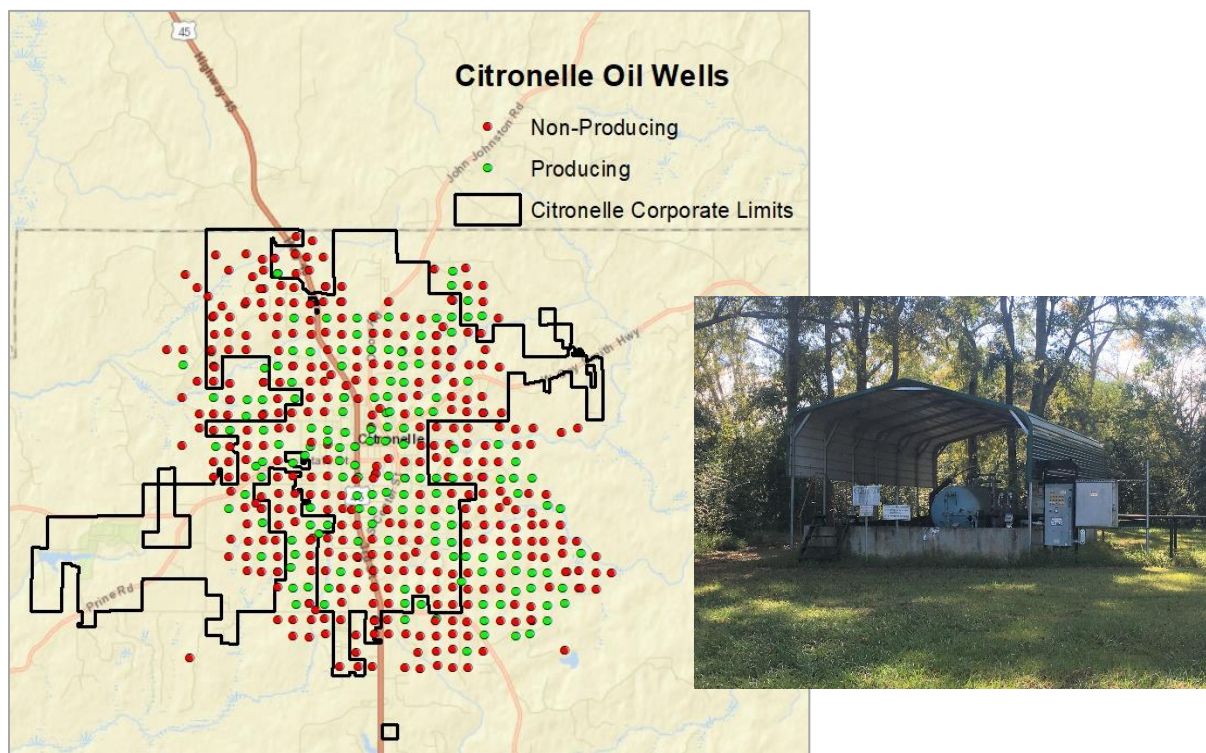 45
Highway 45
Citronelle Oil Wells
Non-Producing
Producing
Citronelle Corporate Limits
John Johnston Rd
Hwy
Citronelle
Prine Rd